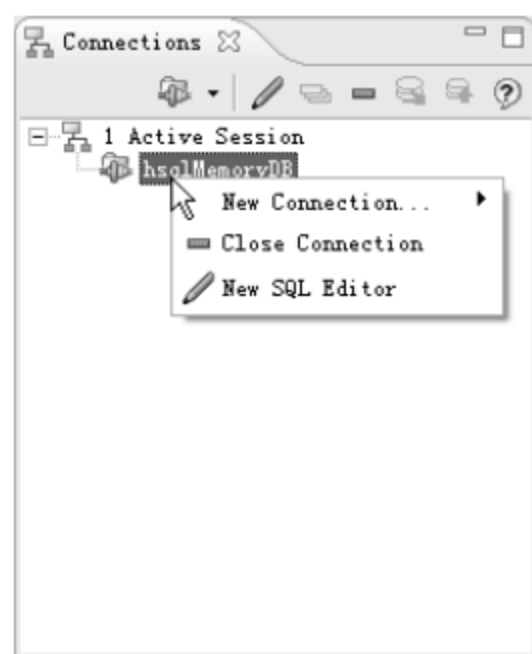 Connections
1 Active Session
hsqlMemoryDB
New Connection...
Close Connection
New SQL Editor